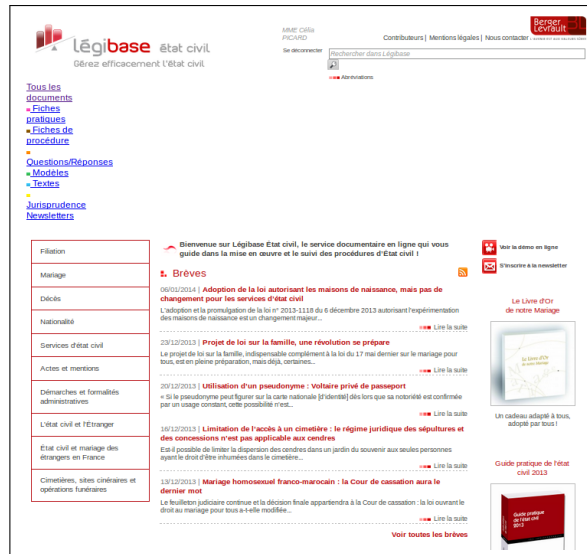 MME Célia
PICARD
Se déconnecter
Contributeurs | Mentions légales | Nous contacter
Berger
Levrault
légibase état civil
Gérez efficacement l'état civil
Rechercher dans Légibase
Abréviations
Tous les
documents
Fiches
pratiques
Fiches de
procédure
Questions/Réponses
Modèles
Textes
Jurisprudence
Newsletters
Filiation
Mariage
Décès
Nationalité
Services d'état civil
Actes et mentions
Démarches et formalités
administratives
L'état civil et l'Étranger
État civil et mariage des
étrangers en France
Cimetières, sites cinéraires et
opérations funéraires
Bienvenue sur Légibase État civil, le service documentaire en ligne qui vous
guide dans la mise en œuvre et le suivi des procédures d'État civil !
Brèves
06/01/2014 | Adoption de la loi autorisant les maisons de naissance, mais pas de
changement pour les services d'état civil
L'adoption et la promulgation de la loi n° 2013-1118 du 6 décembre 2013 autorisant l'expérimentation
des maisons de naissance est un changement majeur...
Lire la suite
23/12/2013 | Projet de loi sur la famille, une révolution se prépare
Le projet de loi sur la famille, indispensable complément à la loi du 17 mai dernier sur le mariage pour
tous, est en pleine préparation, mais déjà, certaines...
Lire la suite
20/12/2013 | Utilisation d'un pseudonyme : Voltaire privé de passeport
« Si le pseudonyme peut figurer sur la carte nationale [d'identité] dès lors que sa notoriété est confirmée
par un usage constant, cette possibilité n'est...
Lire la suite
16/12/2013 | Limitation de l'accès à un cimetière : le régime juridique des sépultures et
des concessions n'est pas applicable aux cendres
Est-il possible de limiter la dispersion des cendres dans un jardin du souvenir aux seules personnes
ayant le droit d'être inhumées dans le cimetière...
Lire la suite
13/12/2013 | Mariage homosexuel franco-marocain : la Cour de cassation aura le
dernier mot
Le feuilleton judiciaire continue et la décision finale appartiendra à la Cour de cassation : la loi ouvrant le
droit au mariage pour tous a-t-elle modifiée...
Lire la suite
Voir toutes les brèves
Voir la démo en ligne
S'inscrire à la newsletter
Le Livre d'Or
de notre Mariage
Le Livre d'Or
de notre Mariage
Un cadeau adapté à tous,
adopté par tous !
Guide pratique de l'état
civil 2013
Guide pratique
de l'état civil
2013